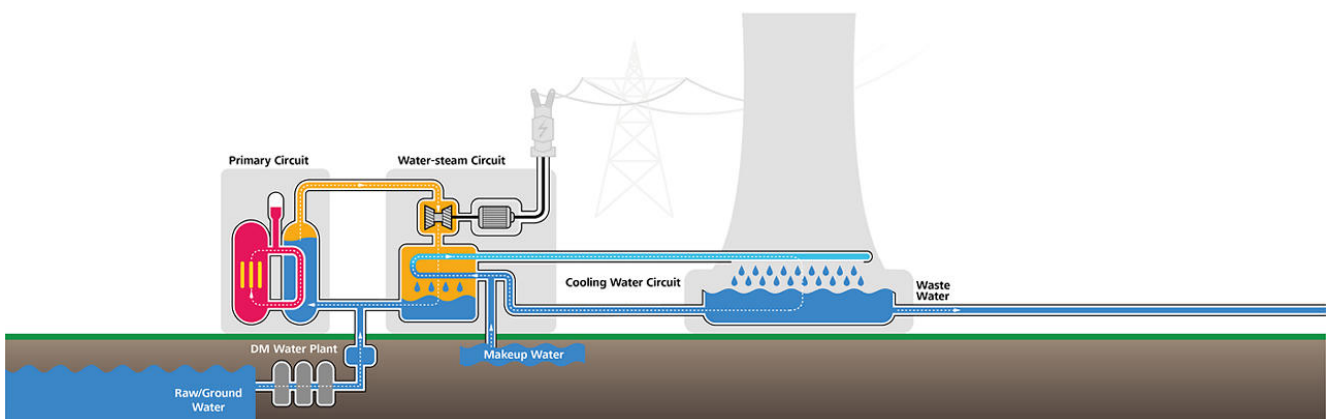 Primary Circuit
Water-steam Circuit
Cooling Water Circuit
Waste
Water
DM Water Plant
Makeup Water
Raw/Ground
Water